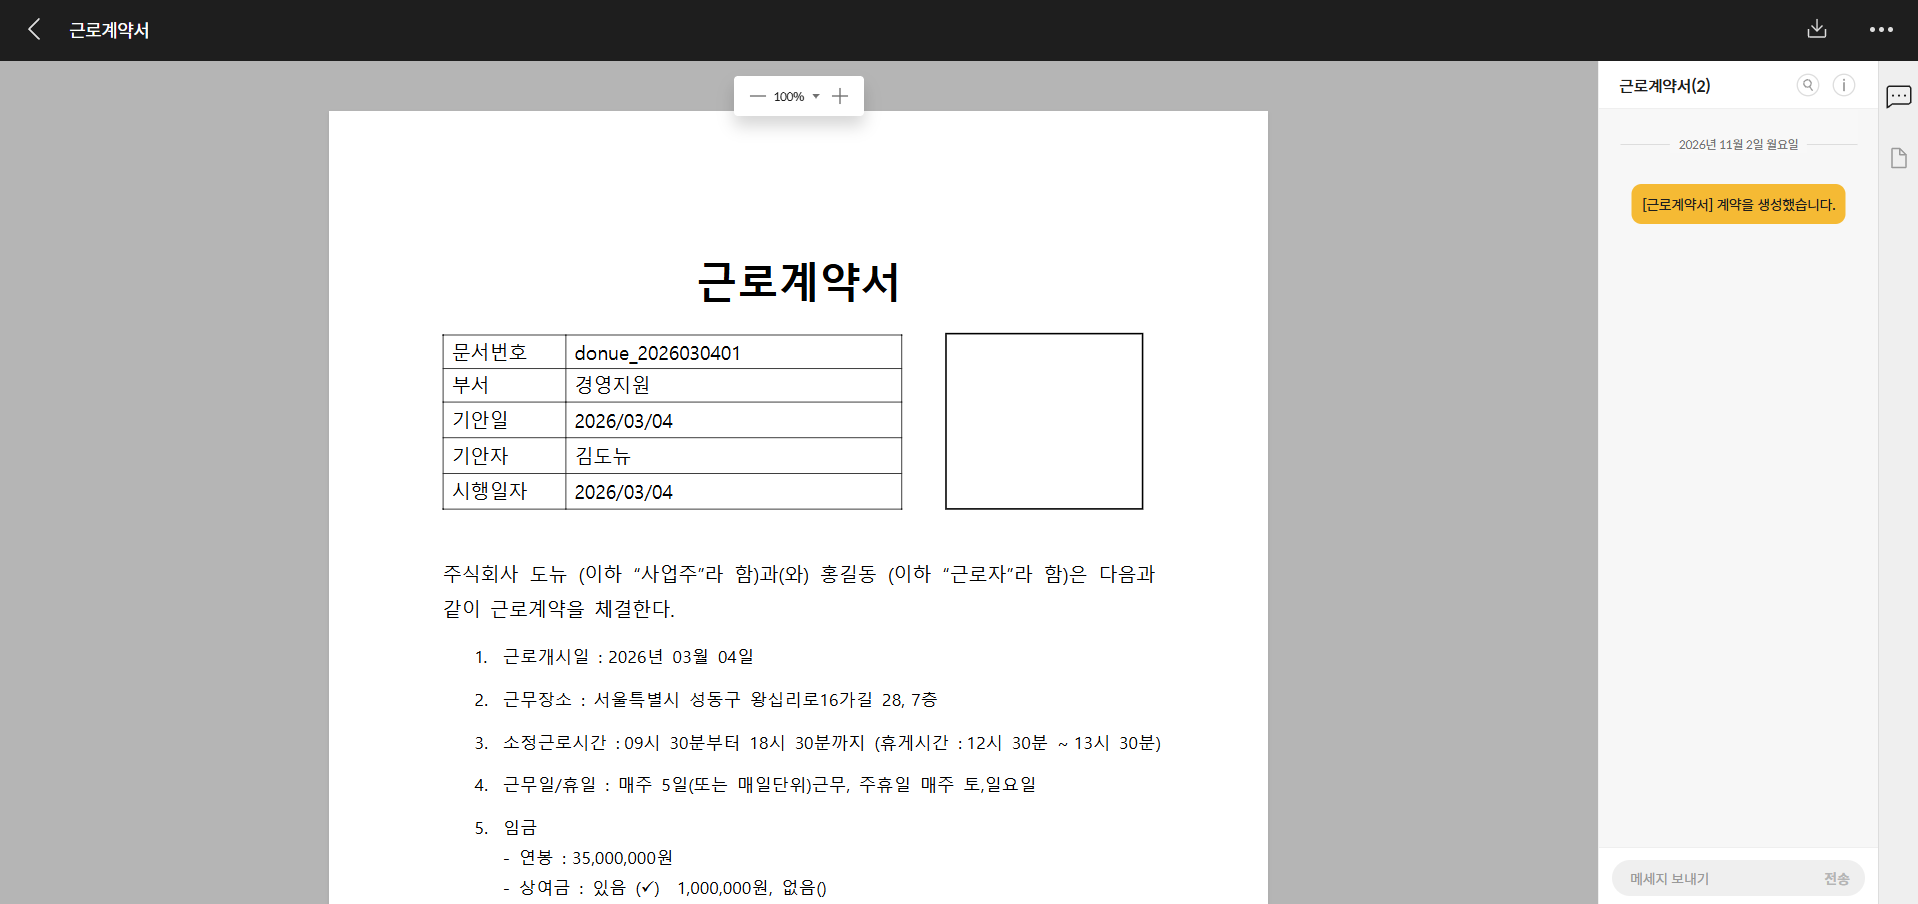 근로계약서
100%
근로계약서(2)
2026년 11월 2일 월요일
[근로계약서] 계약을 생성했습니다.
근로계약서
문서번호 donue_2026030401
부서 경영지원
기안일 2026/03/04
기안자 김도뉴
시행일자 2026/03/04
주식회사 도뉴 (이하 “사업주”라 함)과(와) 홍길동 (이하 “근로자”라 함)은 다음과
같이 근로계약을 체결한다.
1. 근로개시일 : 2026년 03월 04일
2. 근무장소 : 서울특별시 성동구 왕십리로16가길 28, 7층
3. 소정근로시간 : 09시 30분부터 18시 30분까지 (휴게시간 : 12시 30분 ~ 13시 30분)
4. 근무일/휴일 : 매주 5일(또는 매일단위)근무, 주휴일 매주 토,일요일
5. 임금
- 연봉 : 35,000,000원
- 상여금 : 있음 (✓) 1,000,000원, 없음()
메세지 보내기 전송